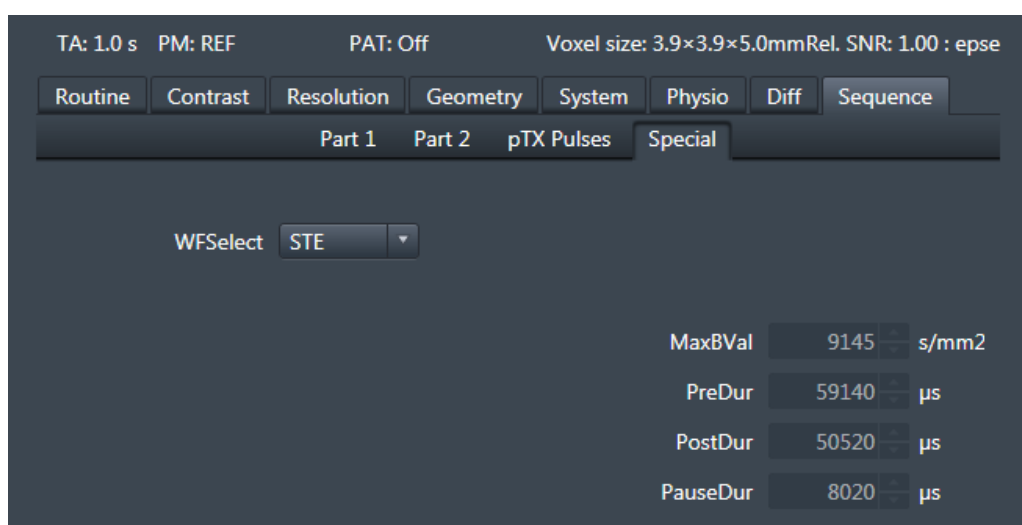 TA: 1.0 s PM: REF PAT: Off Voxel size: 3.9×3.9×5.0mmRel. SNR: 1.00 : epse
Routine Contrast Resolution Geometry System Physio Diff Sequence
Part 1 Part 2 pTX Pulses Special
WFSelect STE
MaxBVal 9145 s/mm2
PreDur 59140 µs
PostDur 50520 µs
PauseDur 8020 µs